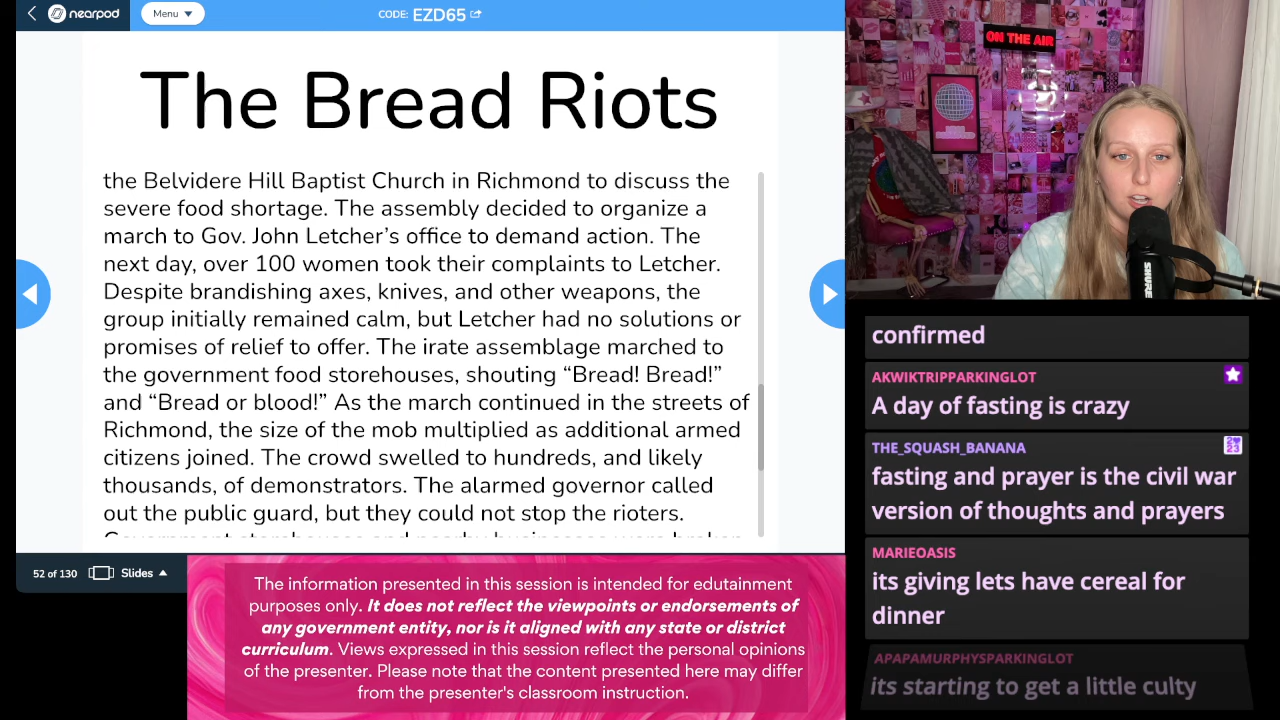 nearpod
Menu
CODE: EZD65
The Bread Riots
the Belvidere Hill Baptist Church in Richmond to discuss the
severe food shortage. The assembly decided to organize a
march to Gov. John Letcher’s office to demand action. The
next day, over 100 women took their complaints to Letcher.
Despite brandishing axes, knives, and other weapons, the
group initially remained calm, but Letcher had no solutions or
promises of relief to offer. The irate assemblage marched to
the government food storehouses, shouting “Bread! Bread!”
and “Bread or blood!” As the march continued in the streets of
Richmond, the size of the mob multiplied as additional armed
citizens joined. The crowd swelled to hundreds, and likely
thousands, of demonstrators. The alarmed governor called
out the public guard, but they could not stop the rioters.
Government storehouses and nearby businesses were broken
52 of 130
Slides
The information presented in this session is intended for edutainment
purposes only. It does not reflect the viewpoints or endorsements of
any government entity, nor is it aligned with any state or district
curriculum. Views expressed in this session reflect the personal opinions
of the presenter. Please note that the content presented here may differ
from the presenter's classroom instruction.
ON THE AIR
SHURE
confirmed
AKWIKTRIPPARKINGLOT
A day of fasting is crazy
THE_SQUASH_BANANA
2
23
fasting and prayer is the civil war
version of thoughts and prayers
MARIEOASIS
its giving lets have cereal for
dinner
APAPAMURPHYSPARKINGLOT
its starting to get a little culty